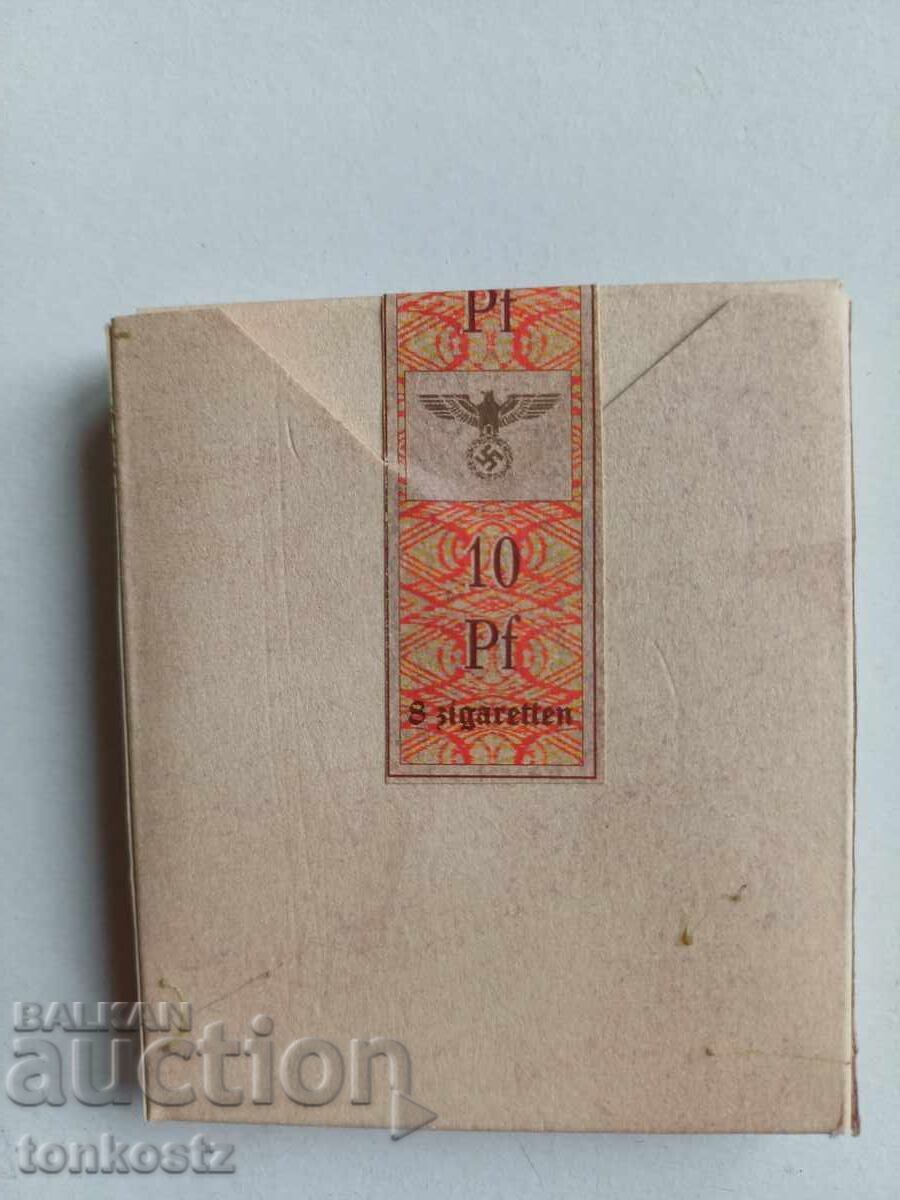 Pf
10
Pf
8 zigaretten
BALKAN
auction
tonkostz